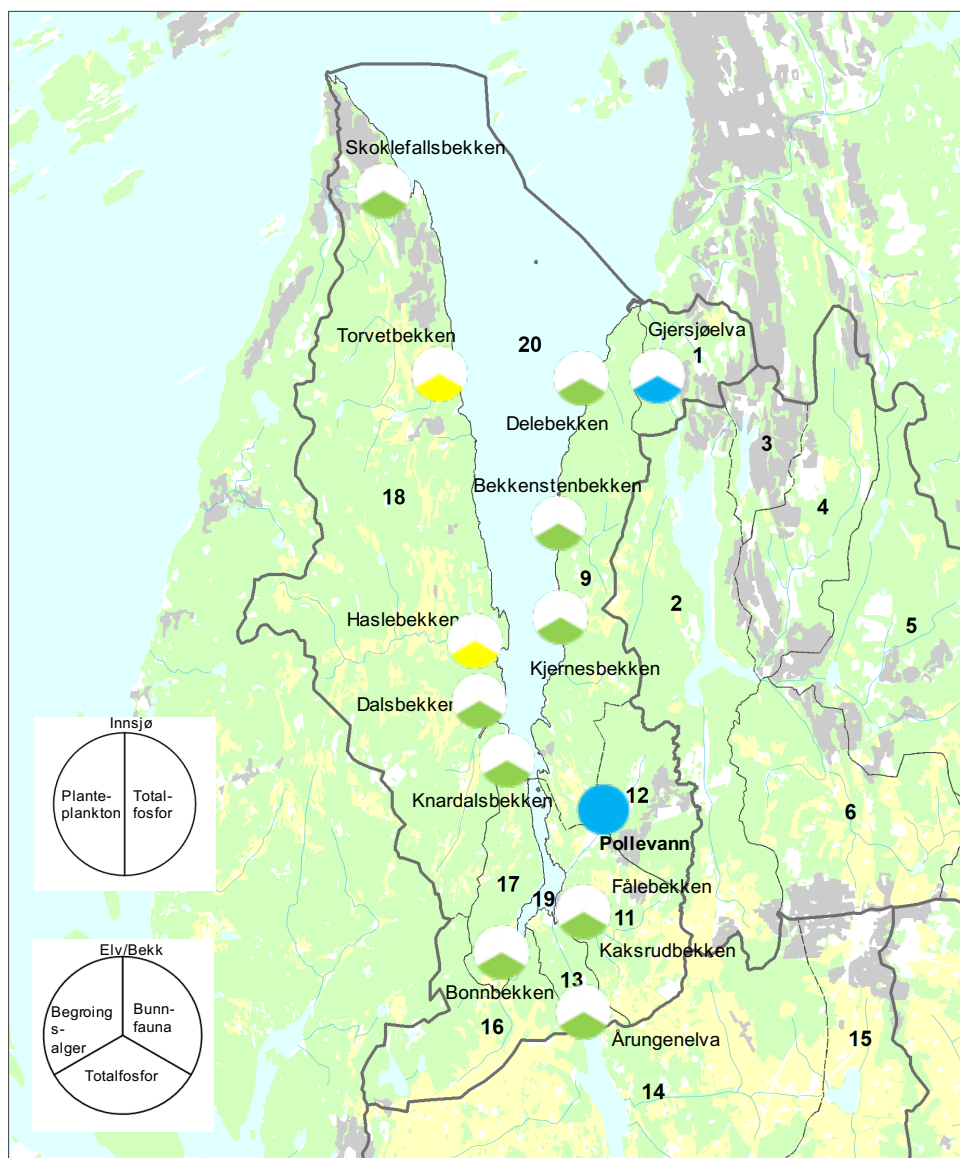 Skoklefallsbekken
Torvetbekken
Gjersjøelva
1
20
Delebekken
3
Bekkenstenbekken
18
4
9
2
Haslebekken
5
Kjernesbekken
Dalsbekken
Innsjø
Plante-
plankton
Total-
fosfor
Knardalsbekken
12
6
Pollevann
17
19
Fålebekken
11
Kaksrudbekken
Elv/Bekk
Begroing
s-
alger
Bunn-
fauna
Totalfosfor
Bonnbekken
13
16
Årungenelva
15
14